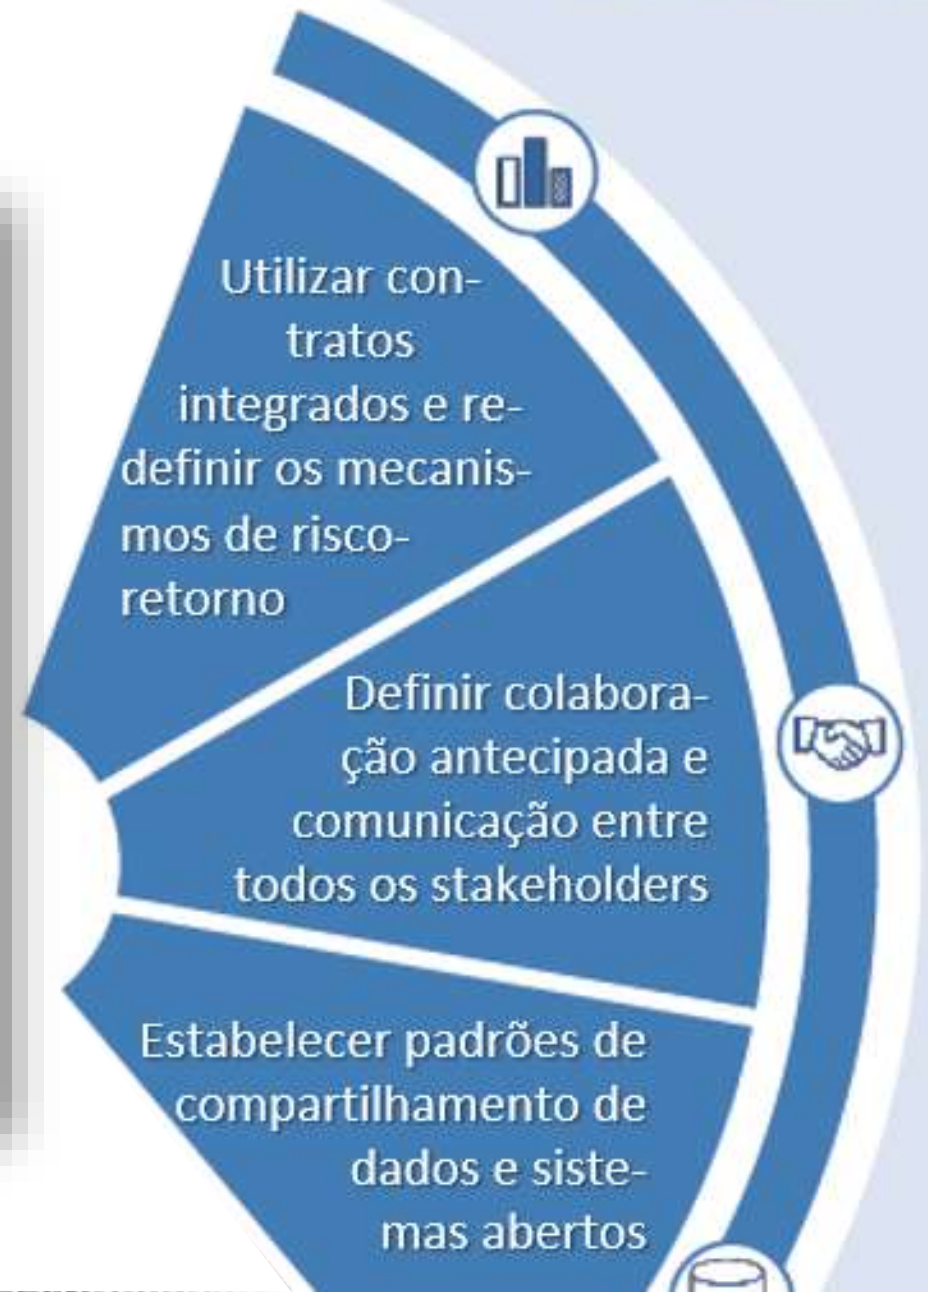 Utilizar con-
tratos
integrados e re-
definir os mecanis-
mos de risco-
retorno
Definir colabora-
ção antecipada e
comunicação entre
todos os stakeholders
Estabelecer padrões de
compartilhamento de
dados e siste-
mas abertos